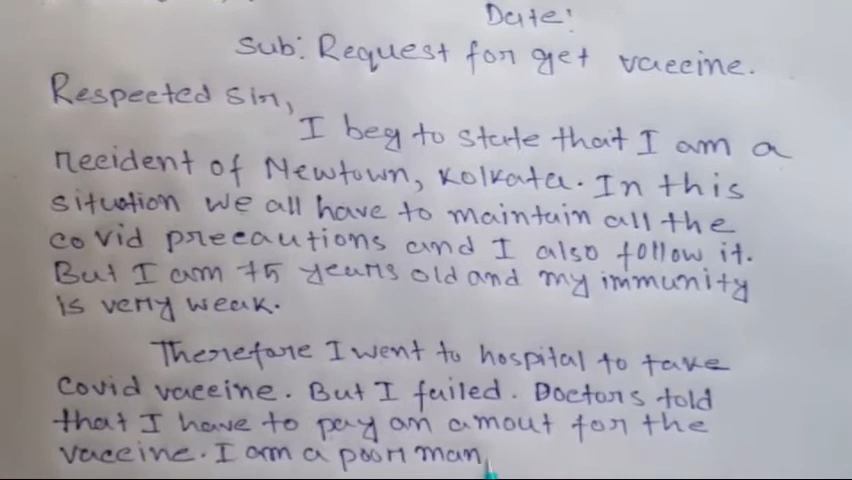 Date:
Sub: Request for get vaccine.
Respected Sir,
I beg to state that I am a
recident of Newtown, Kolkata. In this
situation we all have to maintain all the
covid precautions and I also follow it.
But I am 75 years old and my immunity
is very weak.
Therefore I went to hospital to take
covid vaccine. But I failed. Doctors told
that I have to pay an amout for the
vaccine. I am a poor man